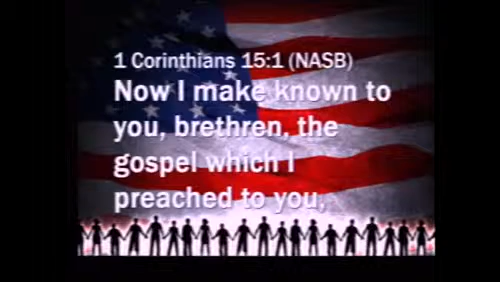 1 Corinthians 15:1 (NASB)
Now I make known to
you, brethren, the
gospel which I
preached to you,